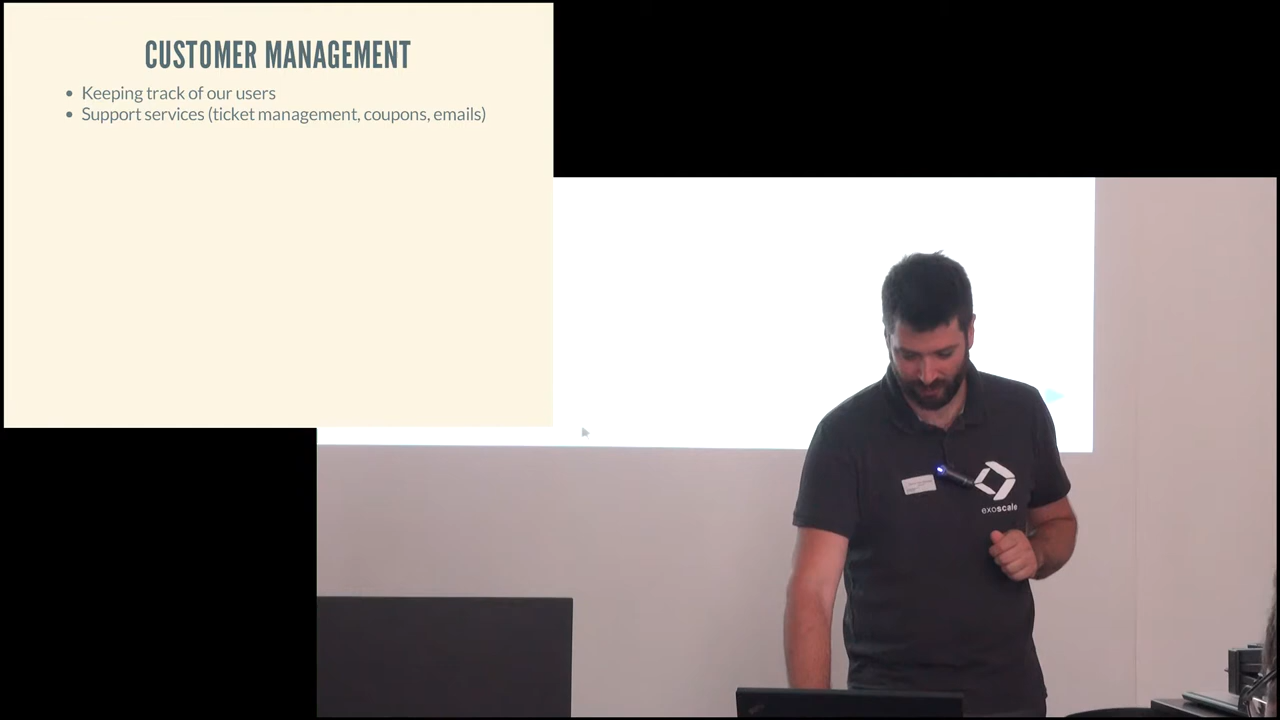 CUSTOMER MANAGEMENT
Keeping track of our users
Support services (ticket management, coupons, emails)
exoscale